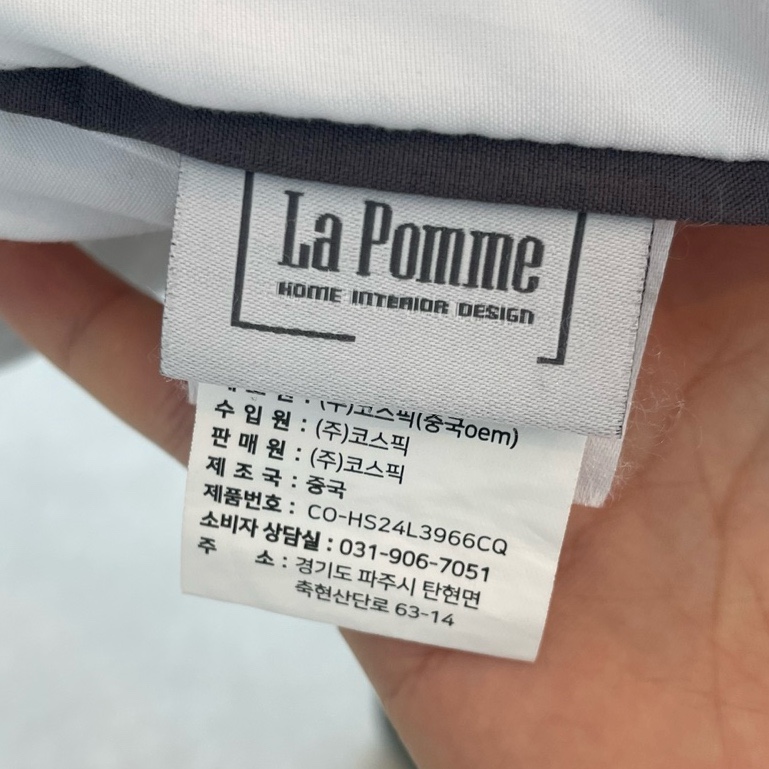 La Pomme
HOME INTERIOR DESIGN
제 조 원 : (주)코스픽(중국oem)
수 입 원 : (주)코스픽
판 매 원 : (주)코스픽
제 조 국 : 중국
제품번호 : CO-HS24L3966CQ
소비자 상담실 : 031-906-7051
주 소 : 경기도 파주시 탄현면
축현산단로 63-14